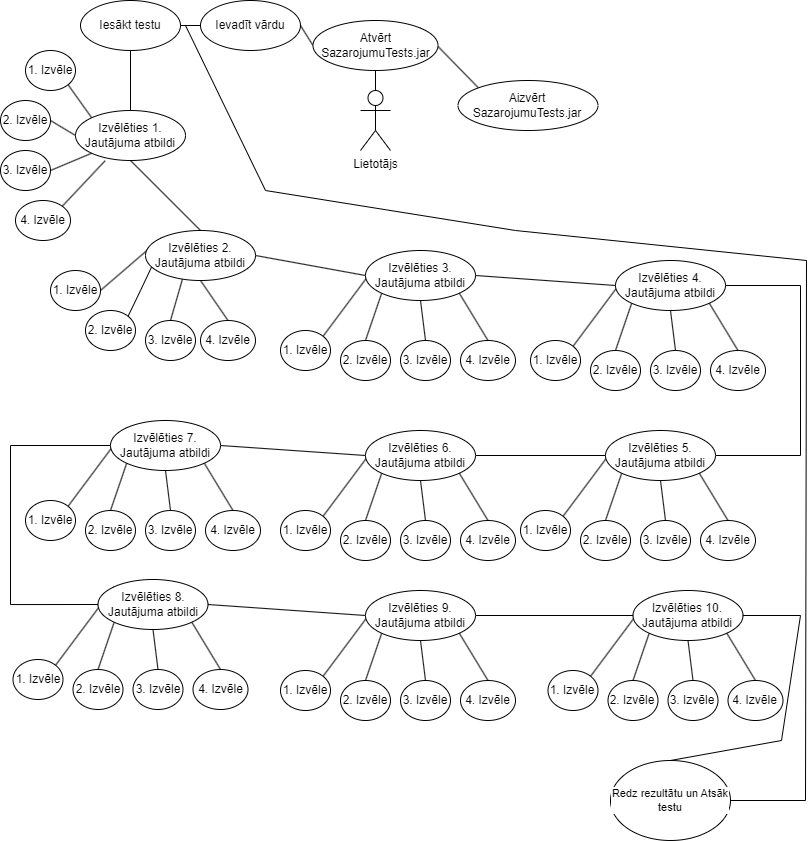 Iesākt testu
Ievadīt vārdu
Atvērt
SazarojumuTests.jar
Aizvērt
SazarojumuTests.jar
Lietotājs
1. Izvēle
2. Izvēle
3. Izvēle
4. Izvēle
Izvēlēties 1.
Jautājuma atbildi
Izvēlēties 2.
Jautājuma atbildi
1. Izvēle
2. Izvēle
3. Izvēle
4. Izvēle
Izvēlēties 3.
Jautājuma atbildi
1. Izvēle
2. Izvēle
3. Izvēle
4. Izvēle
Izvēlēties 4.
Jautājuma atbildi
1. Izvēle
2. Izvēle
3. Izvēle
4. Izvēle
Izvēlēties 7.
Jautājuma atbildi
1. Izvēle
2. Izvēle
3. Izvēle
4. Izvēle
Izvēlēties 6.
Jautājuma atbildi
1. Izvēle
2. Izvēle
3. Izvēle
4. Izvēle
Izvēlēties 5.
Jautājuma atbildi
1. Izvēle
2. Izvēle
3. Izvēle
4. Izvēle
Izvēlēties 8.
Jautājuma atbildi
1. Izvēle
2. Izvēle
3. Izvēle
4. Izvēle
Izvēlēties 9.
Jautājuma atbildi
1. Izvēle
2. Izvēle
3. Izvēle
4. Izvēle
Izvēlēties 10.
Jautājuma atbildi
1. Izvēle
2. Izvēle
3. Izvēle
4. Izvēle
Redz rezultātu un Atsāk
testu